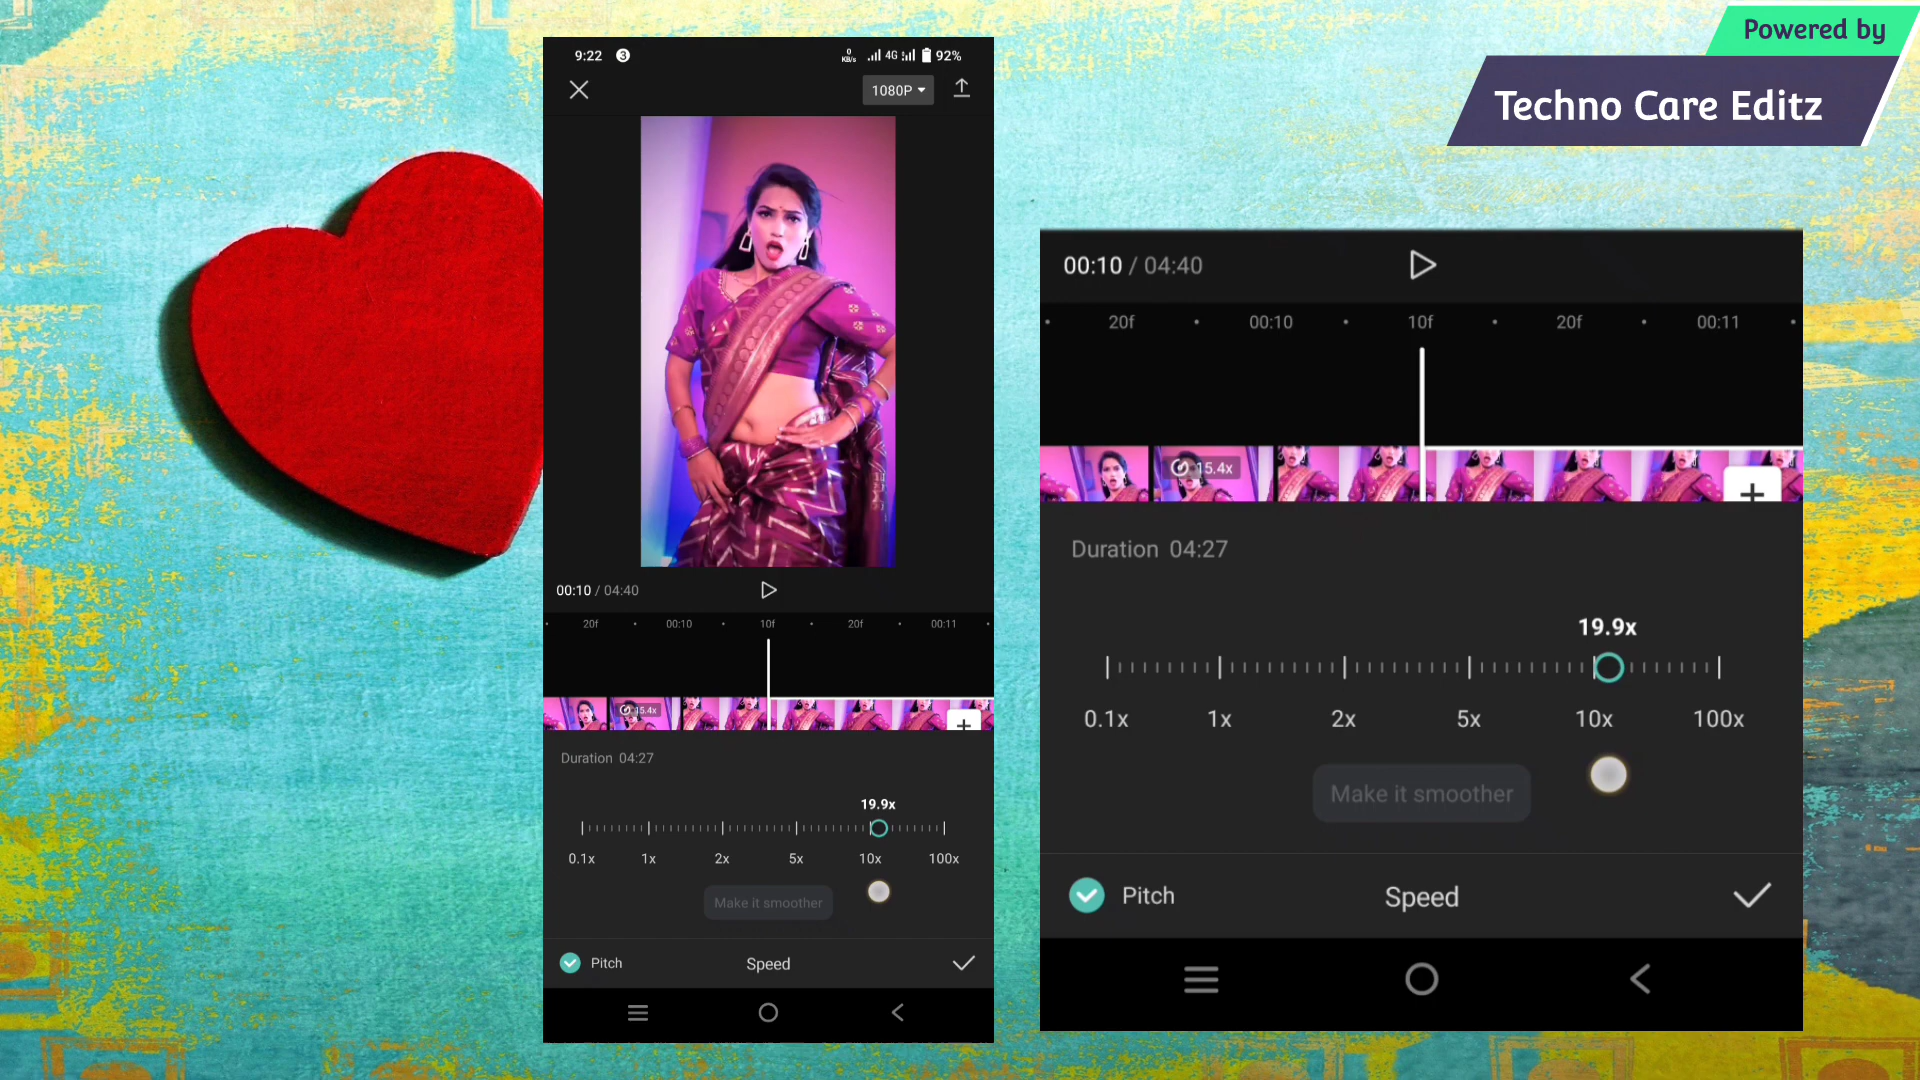 Powered by
Techno Care Editz
9:22 3 0 KB/s 4G 92%
1080P
00:10 / 04:40
20f 00:10 10f 20f 00:11
15.4x
Duration 04:27
19.9x
0.1x 1x 2x 5x 10x 100x
Make it smoother
Pitch Speed
00:10 / 04:40
20f 00:10 10f 20f 00:11
15.4x
Duration 04:27
19.9x
0.1x 1x 2x 5x 10x 100x
Make it smoother
Pitch Speed